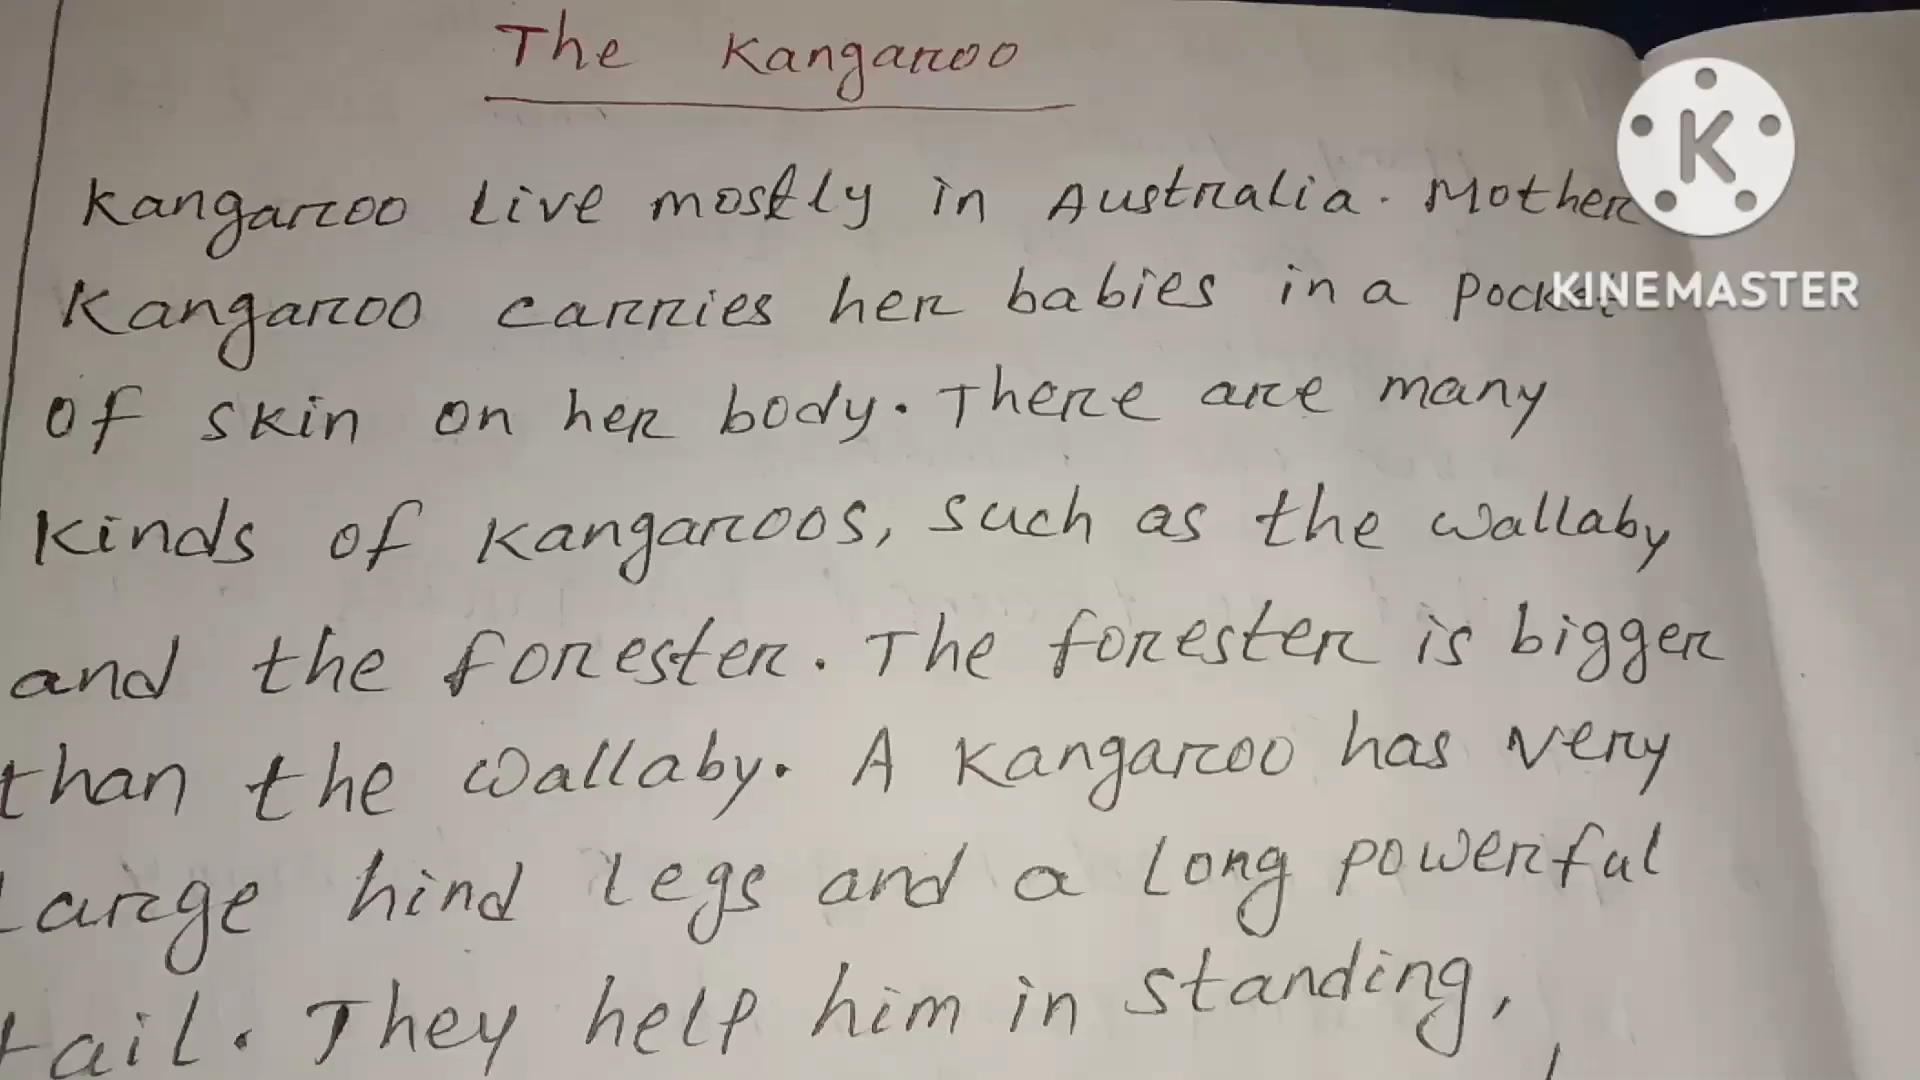 The Kangaroo
Kangaroo live mostly in Australia. Mother
Kangaroo carries her babies in a pocket
of skin on her body. There are many
kinds of kangaroos, such as the wallaby
and the forester. The forester is bigger
than the wallaby. A kangaroo has very
Large hind legs and a long powerful
tail. They help him in standing,
K
KINEMASTER